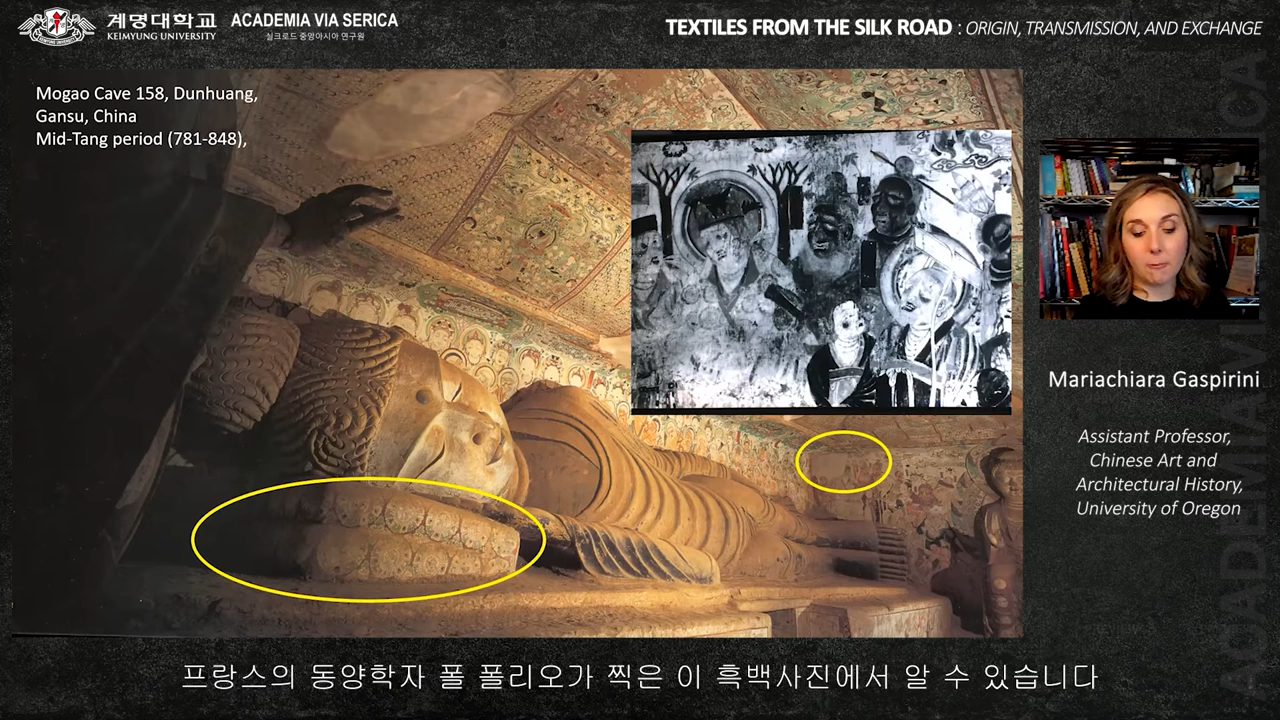 계명대학교
KEIMYUNG UNIVERSITY
ACADEMIA VIA SERICA
실크로드 중앙아시아 연구원
TEXTILES FROM THE SILK ROAD : ORIGIN, TRANSMISSION, AND EXCHANGE
Mogao Cave 158, Dunhuang,
Gansu, China
Mid-Tang period (781-848),
Mariachiara Gaspirini
Assistant Professor,
Chinese Art and
Architectural History,
University of Oregon
프랑스의 동양학자 폴 폴리오가 찍은 이 흑백사진에서 알 수 있습니다
ACADEMIA VIA SERICA